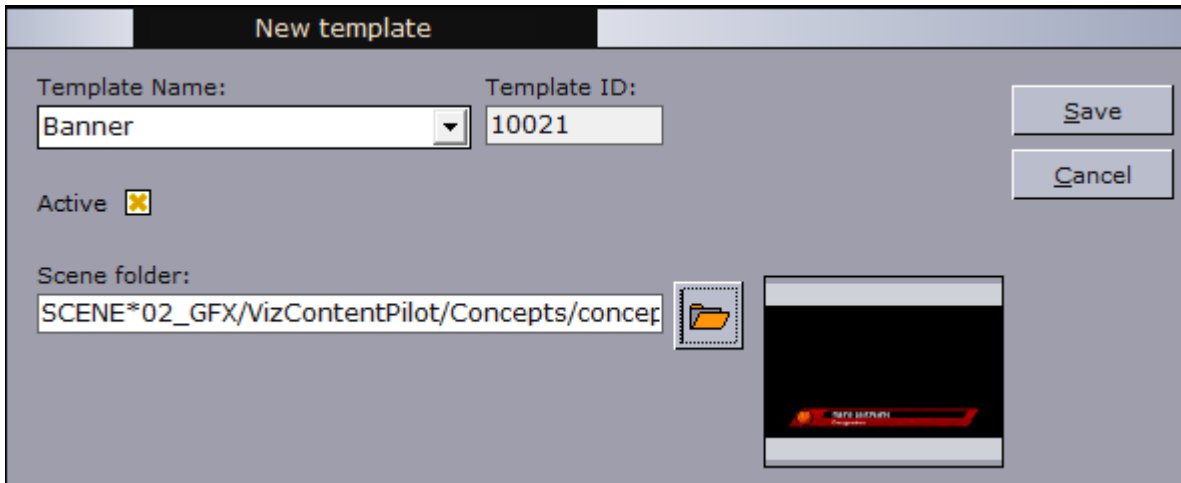 New template
Template Name:
Template ID:
Banner
10021
Save
Cancel
Active
Scene folder:
SCENE*02_GFX/VizContentPilot/Concepts/concep